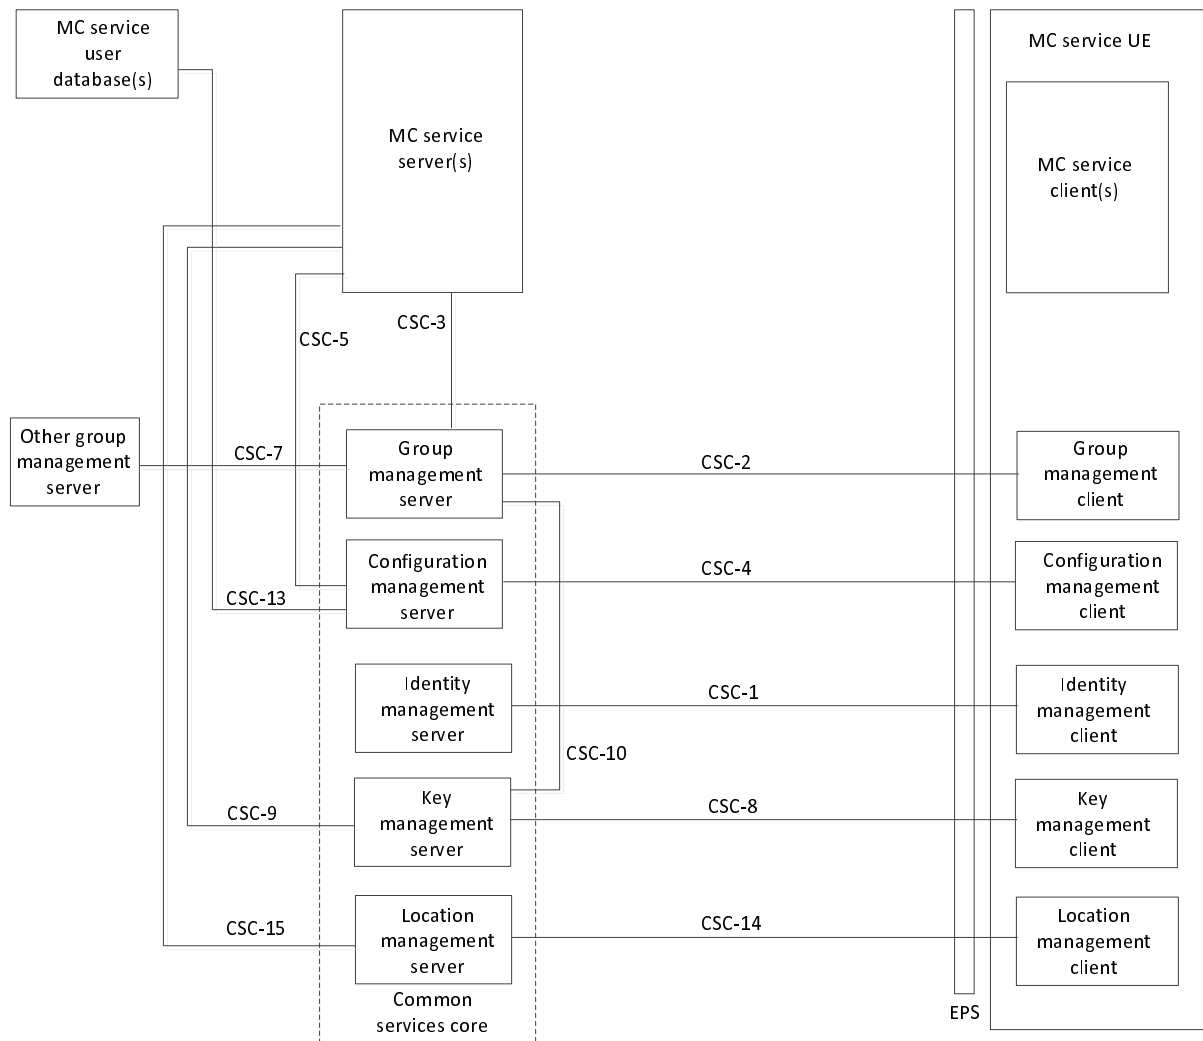 MC service
user
database(s)
MC service
server(s)
MC service UE
MC service
client(s)
CSC-3
CSC-5
Other group
management
server
CSC-7
Group
management
server
CSC-2
Group
management
client
Configuration
management
server
CSC-4
Configuration
management
client
CSC-13
Identity
management
server
CSC-1
Identity
management
client
CSC-10
Key
management
server
CSC-9
CSC-8
Key
management
client
CSC-15
Location
management
server
CSC-14
Location
management
client
Common
services core
EPS